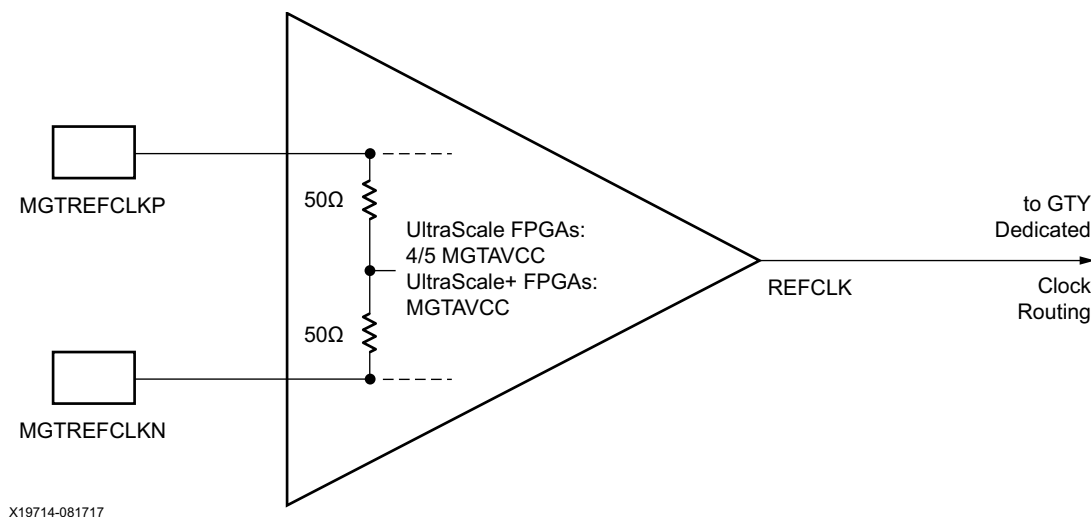 MGTREFCLKP
50Ω
UltraScale FPGAs:
4/5 MGTAVCC
UltraScale+ FPGAs:
MGTAVCC
50Ω
MGTREFCLKN
REFCLK
to GTY
Dedicated
Clock
Routing
X19714-081717